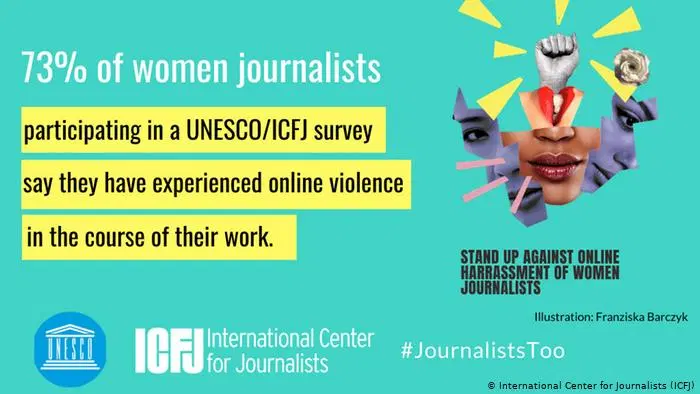 73% of women journalists
participating in a UNESCO/ICFJ survey
say they have experienced online violence
in the course of their work.
STAND UP AGAINST ONLINE
HARRASSMENT OF WOMEN
JOURNALISTS
Illustration: Franziska Barczyk
UNESCO
ICFJ International Center
for Journalists
#JournalistsToo
© International Center for Journalists (ICFJ)